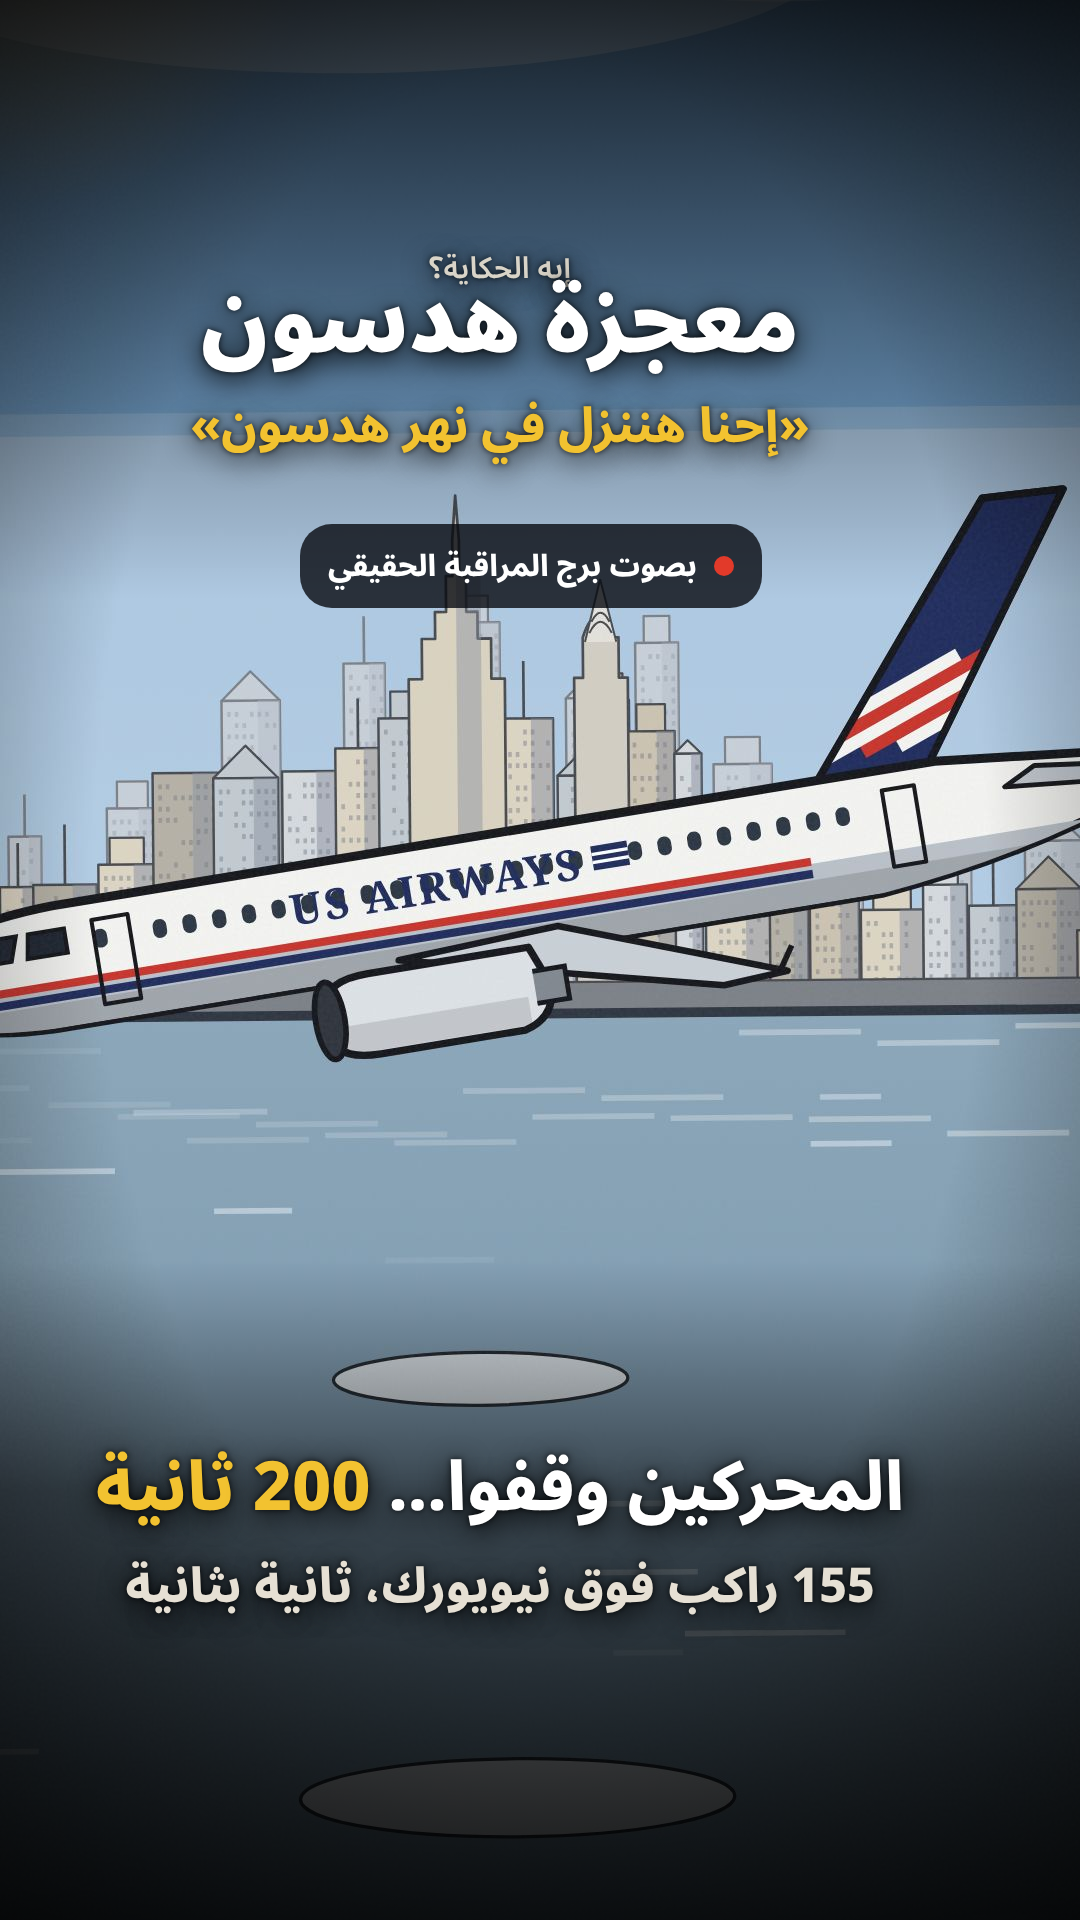 إيه الحكاية؟
معجزة هدسون
«إحنا هننزل في نهر هدسون»
بصوت برج المراقبة الحقيقي
US AIRWAYS
المحركين وقفوا... 200 ثانية
155 راكب فوق نيويورك، ثانية بثانية